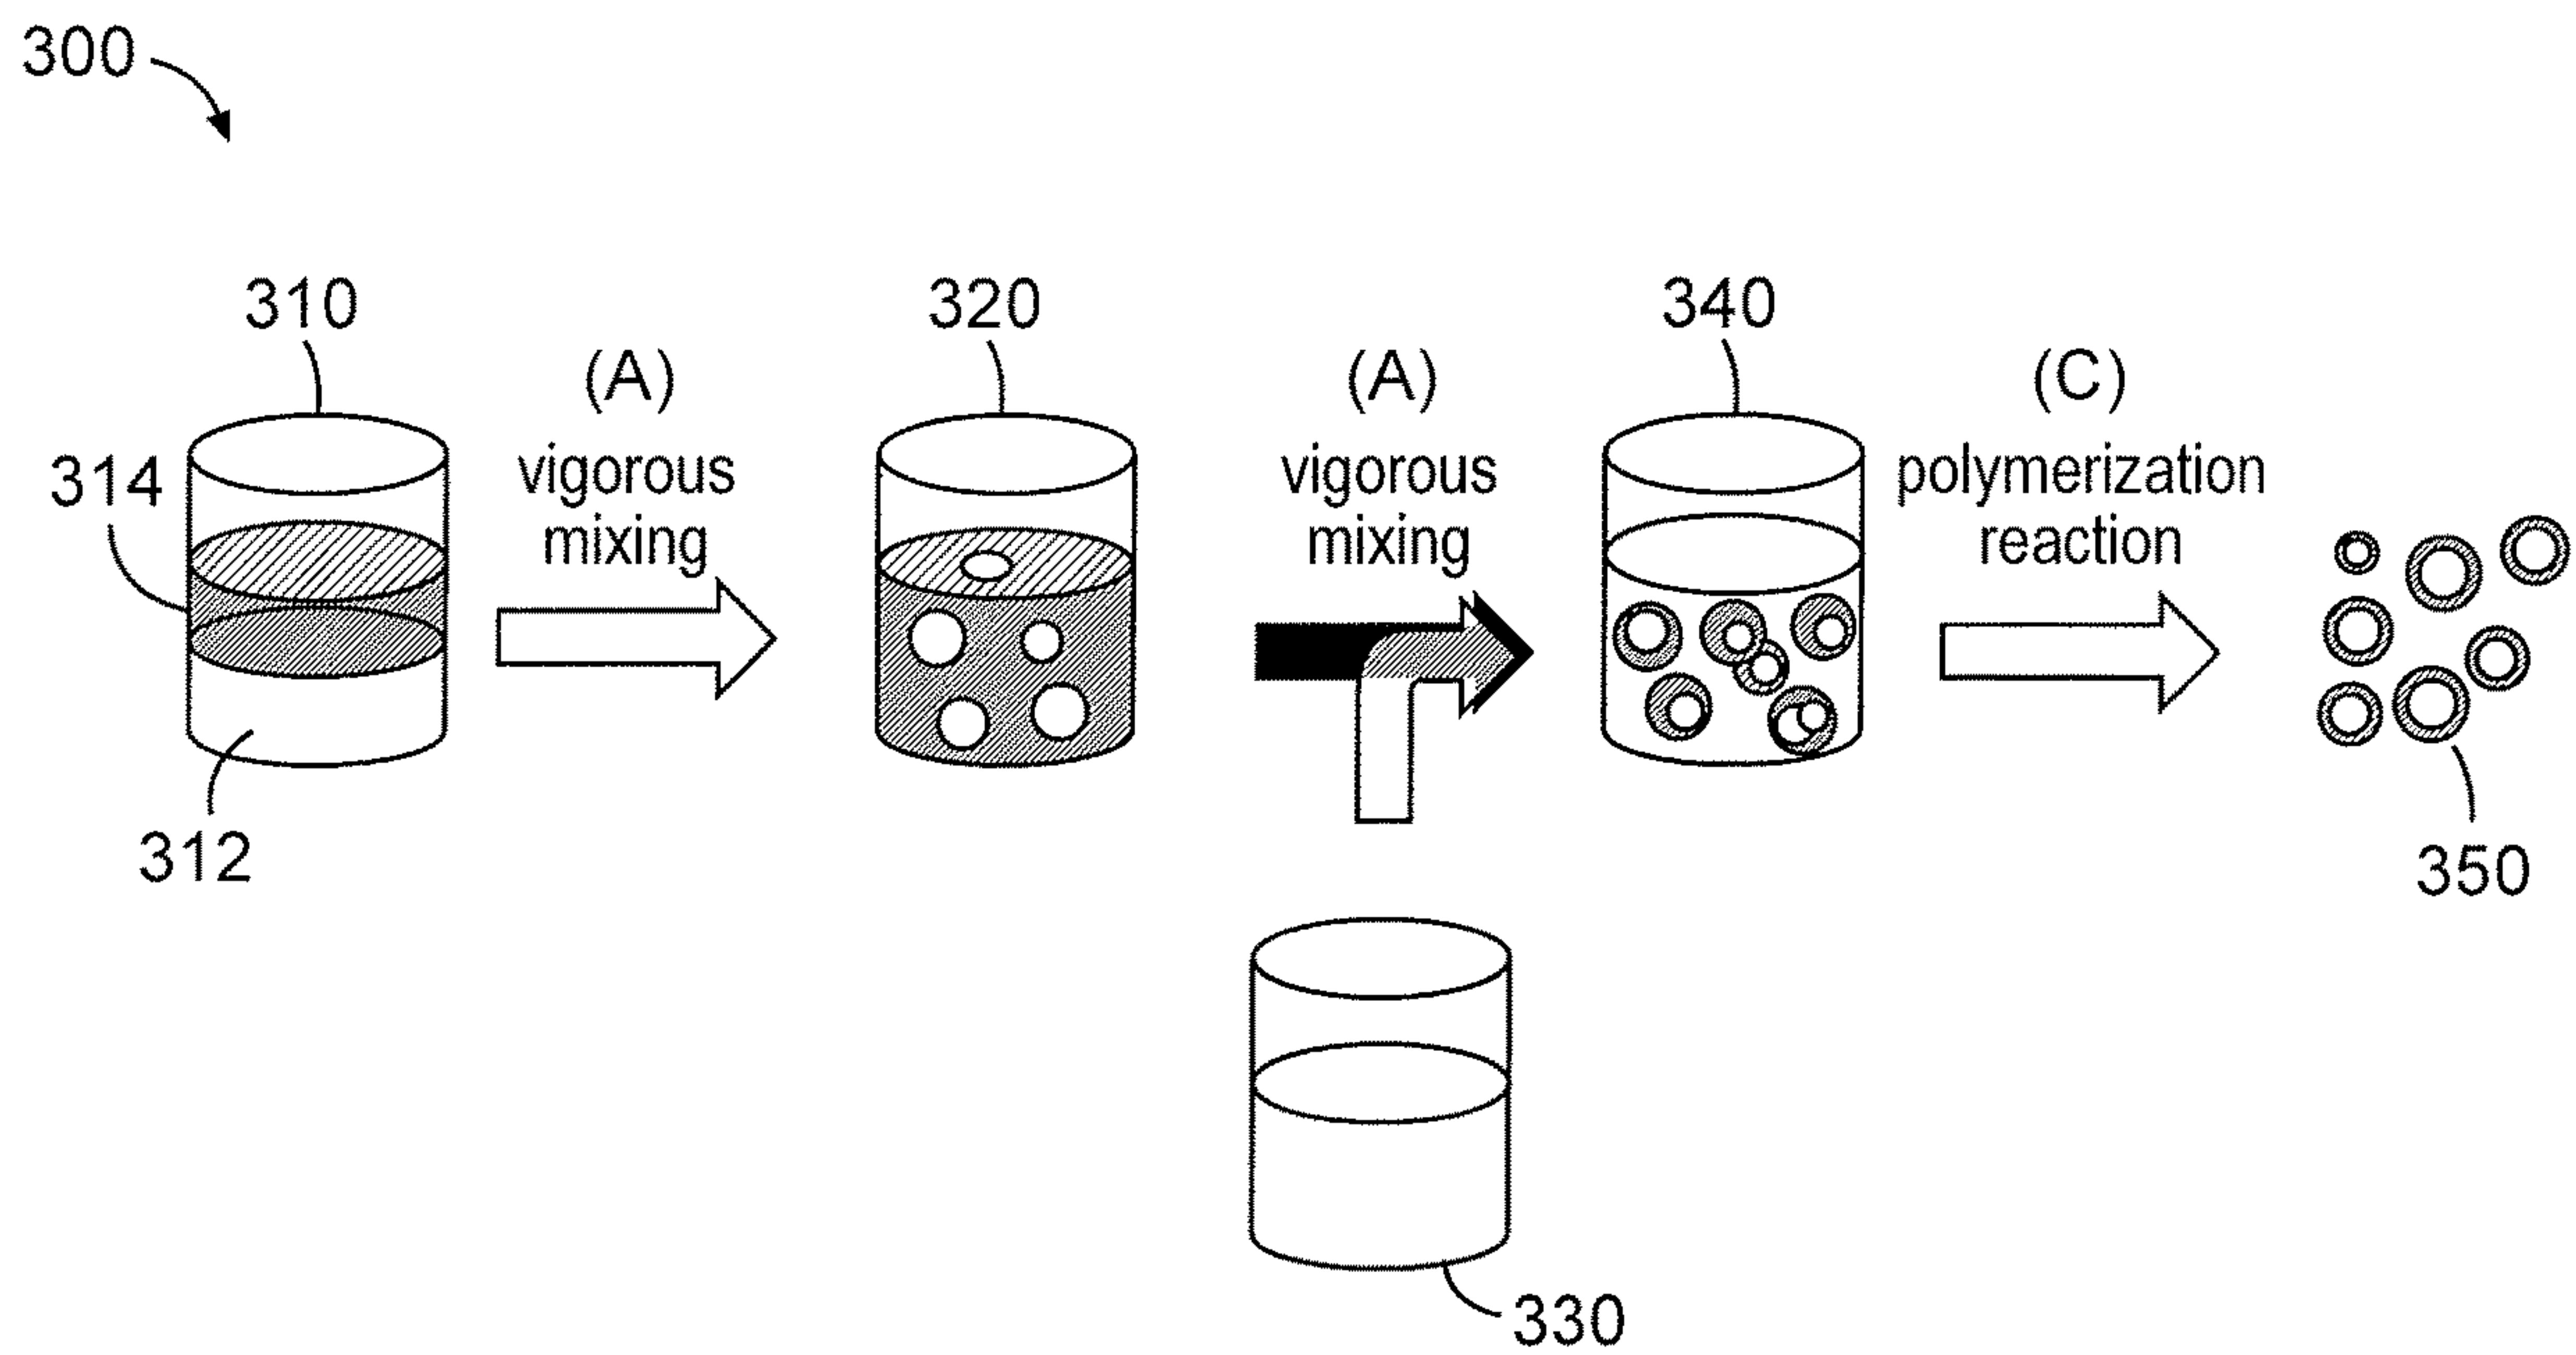 300
310
320
340
(A)
(A)
(C)
314
vigorous
mixing
vigorous
mixing
polymerization
reaction
312
350
330